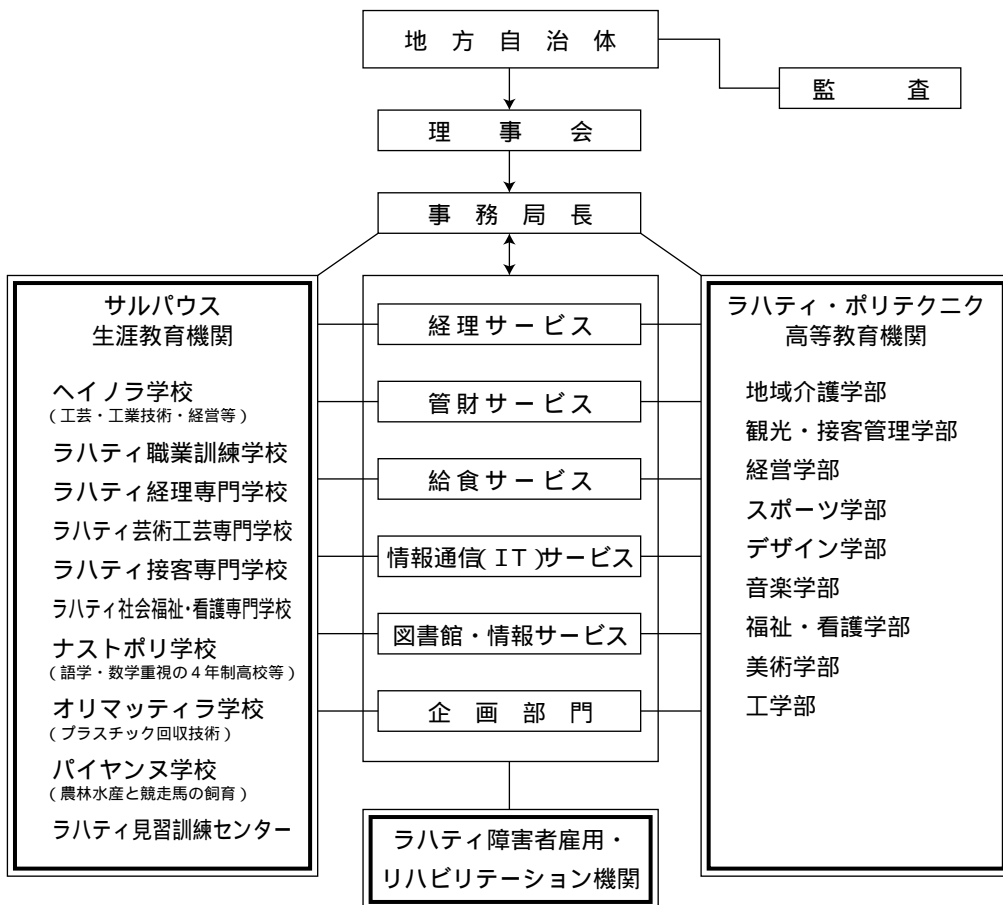 地方自治体
監査
理事会
事務局長
サルパウス
生涯教育機関
ヘイノラ学校
(工芸・工業技術・経営等)
ラハティ職業訓練学校
ラハティ経理専門学校
ラハティ芸術工芸専門学校
ラハティ接客専門学校
ラハティ社会福祉・看護専門学校
ナストポリ学校
(語学・数学重視の4年制高校等)
オリマッティラ学校
(プラスチック回収技術)
パイヤンヌ学校
(農林水産と競走馬の飼育)
ラハティ見習訓練センター
経理サービス
管財サービス
給食サービス
情報通信(IT)サービス
図書館・情報サービス
企画部門
ラハティ・ポリテクニク
高等教育機関
地域介護学部
観光・接客管理学部
経営学部
スポーツ学部
デザイン学部
音楽学部
福祉・看護学部
美術学部
工学部
ラハティ障害者雇用・
リハビリテーション機関